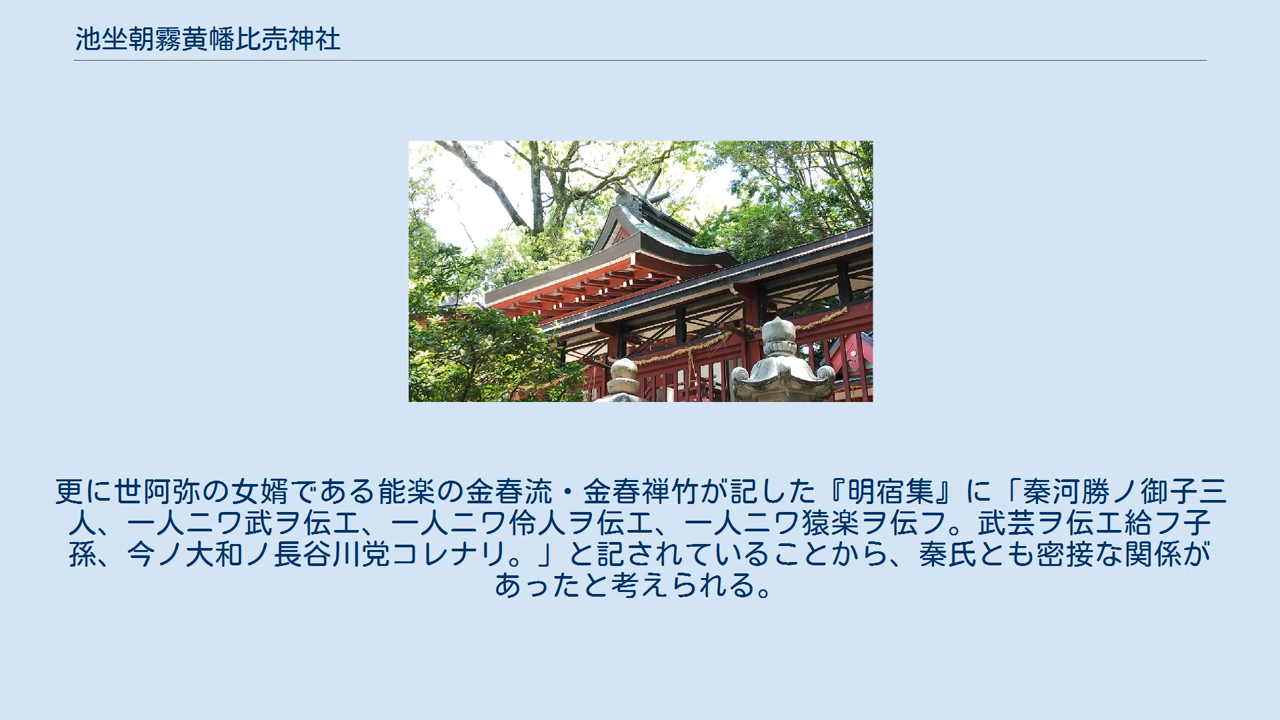 池坐朝霧黄幡比売神社
更に世阿弥の女婿である能楽の金春流・金春禅竹が記した『明宿集』に「秦河勝ノ御子三
人、一人ニワ武ヲ伝エ、一人ニワ伶人ヲ伝エ、一人ニワ猿楽ヲ伝フ。武芸ヲ伝エ給フ子
孫、今ノ大和ノ長谷川党コレナリ。」と記されていることから、秦氏とも密接な関係が
あったと考えられる。